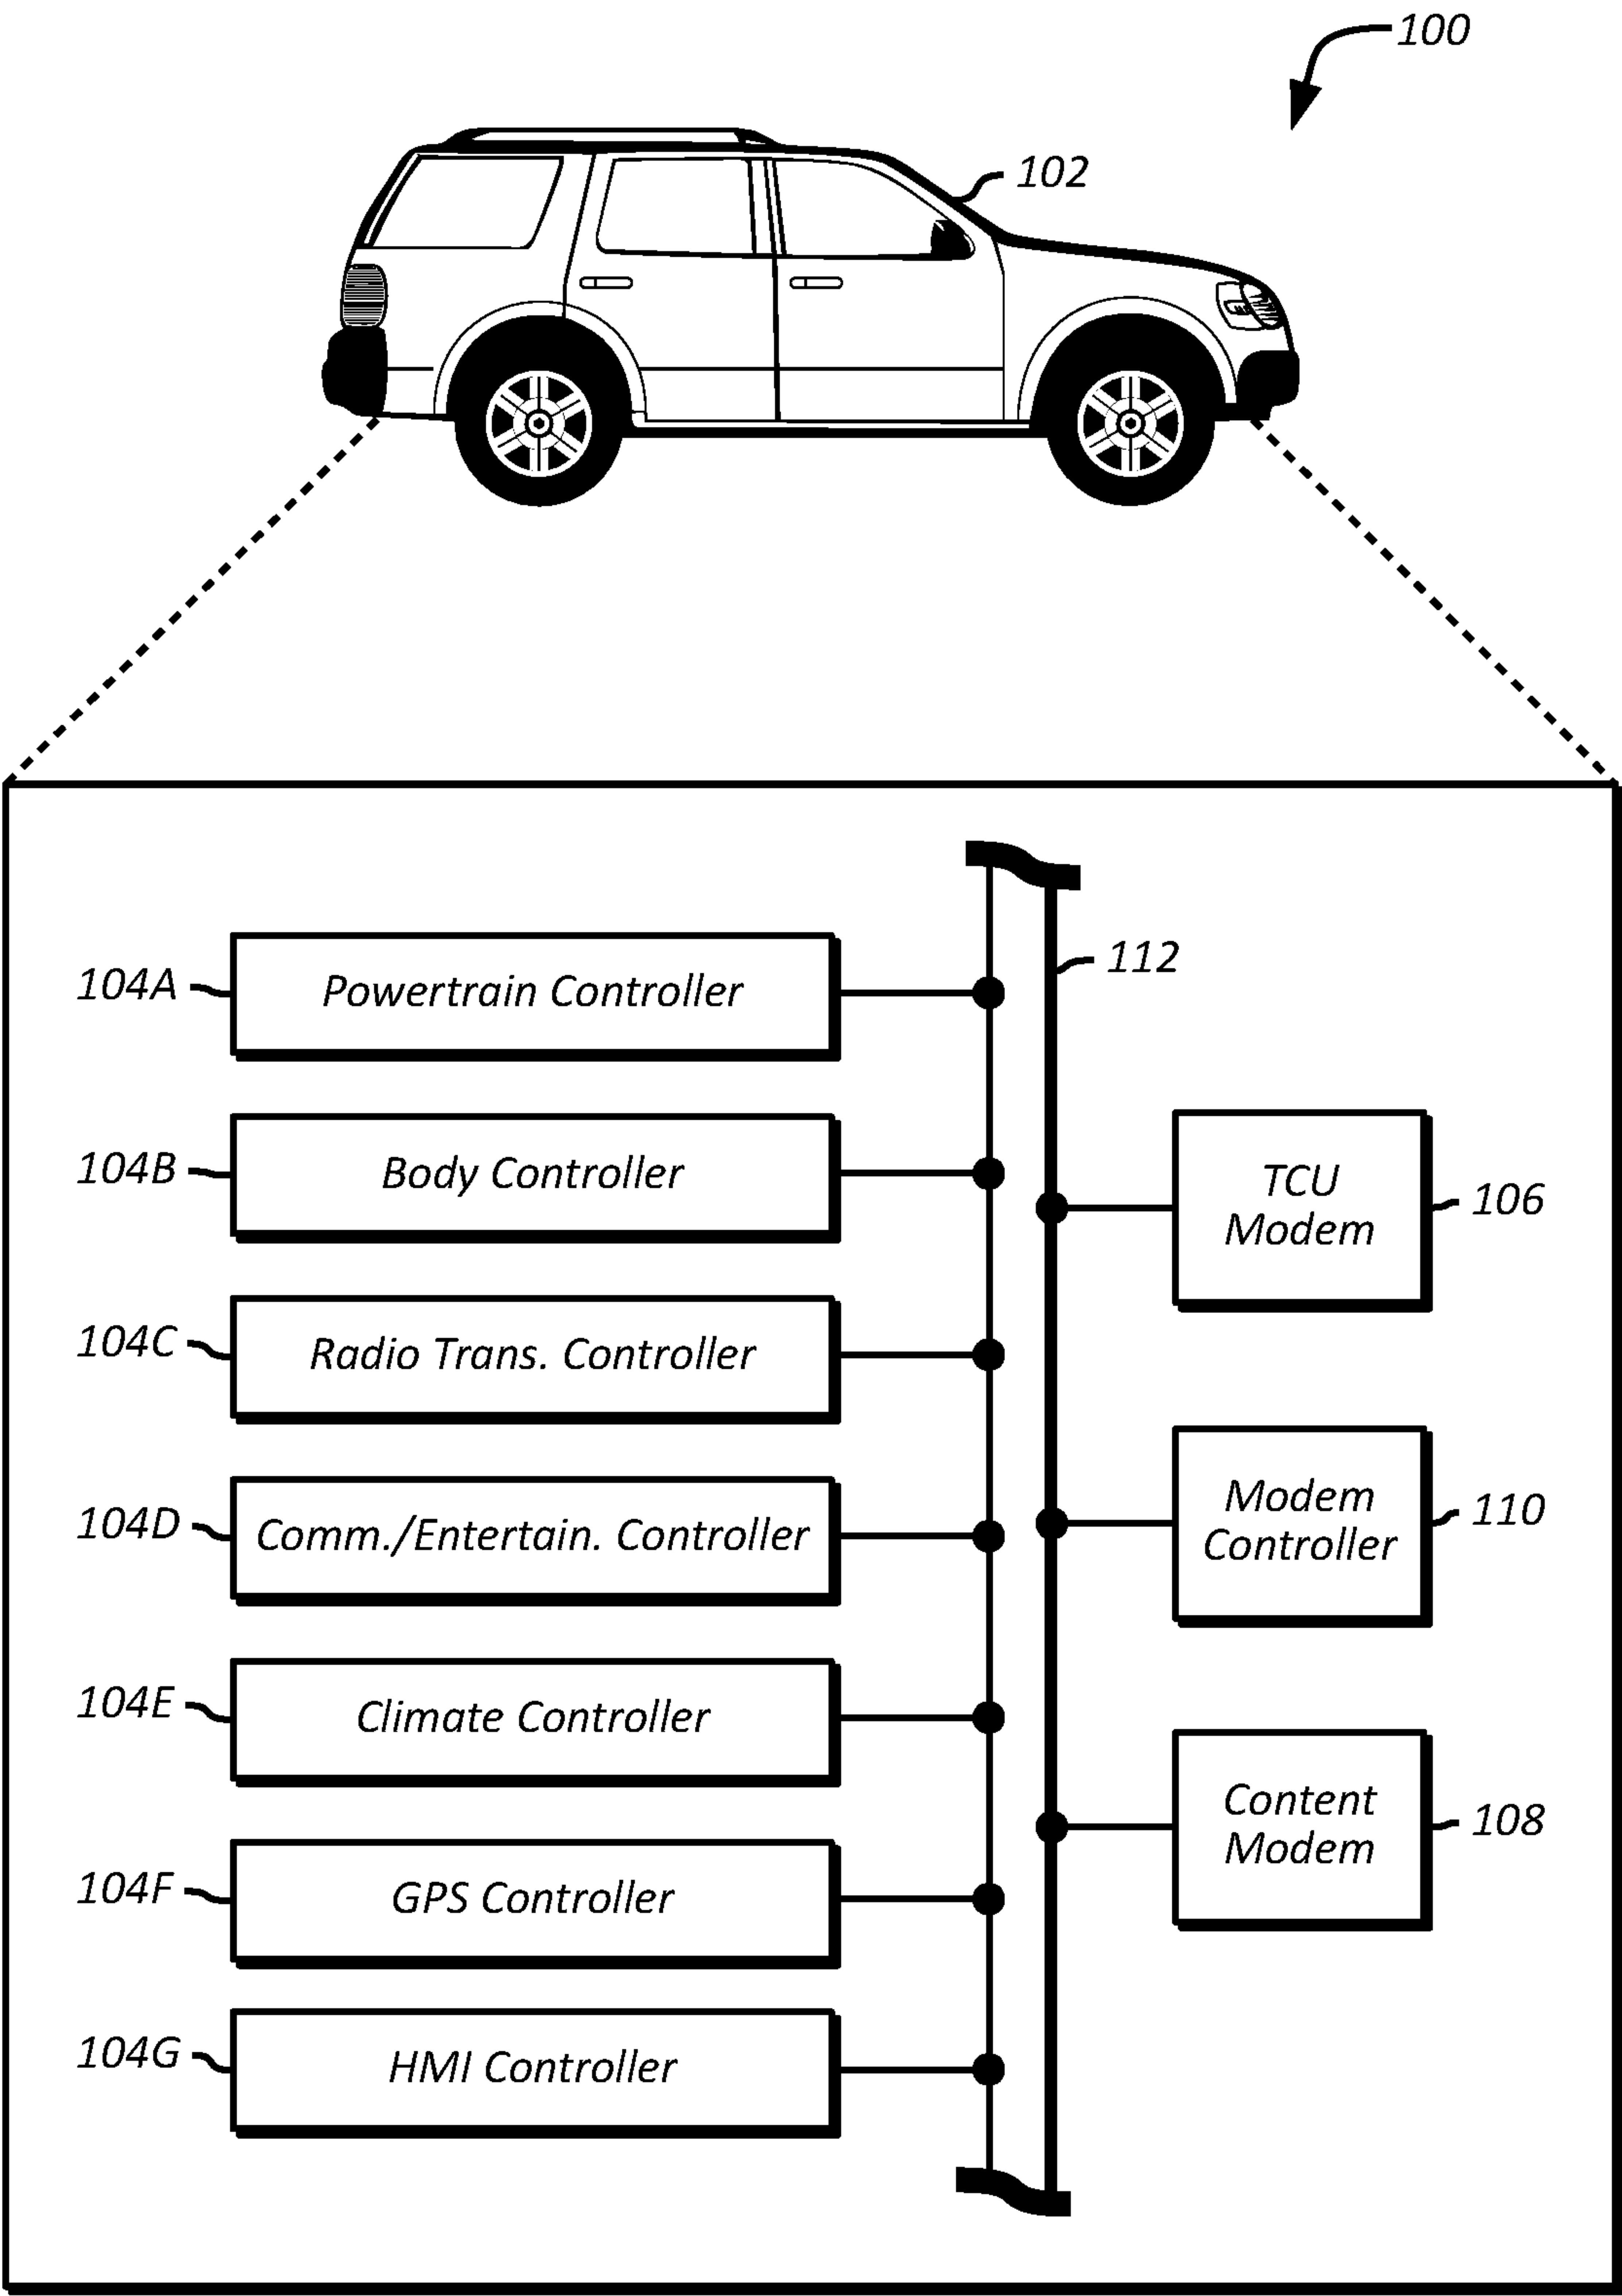 100
102
112
104A
Powertrain Controller
104B
Body Controller
TCU
Modem
106
104C
Radio Trans. Controller
104D
Comm./Entertain. Controller
Modem
Controller
110
104E
Climate Controller
Content
Modem
108
104F
GPS Controller
104G
HMI Controller